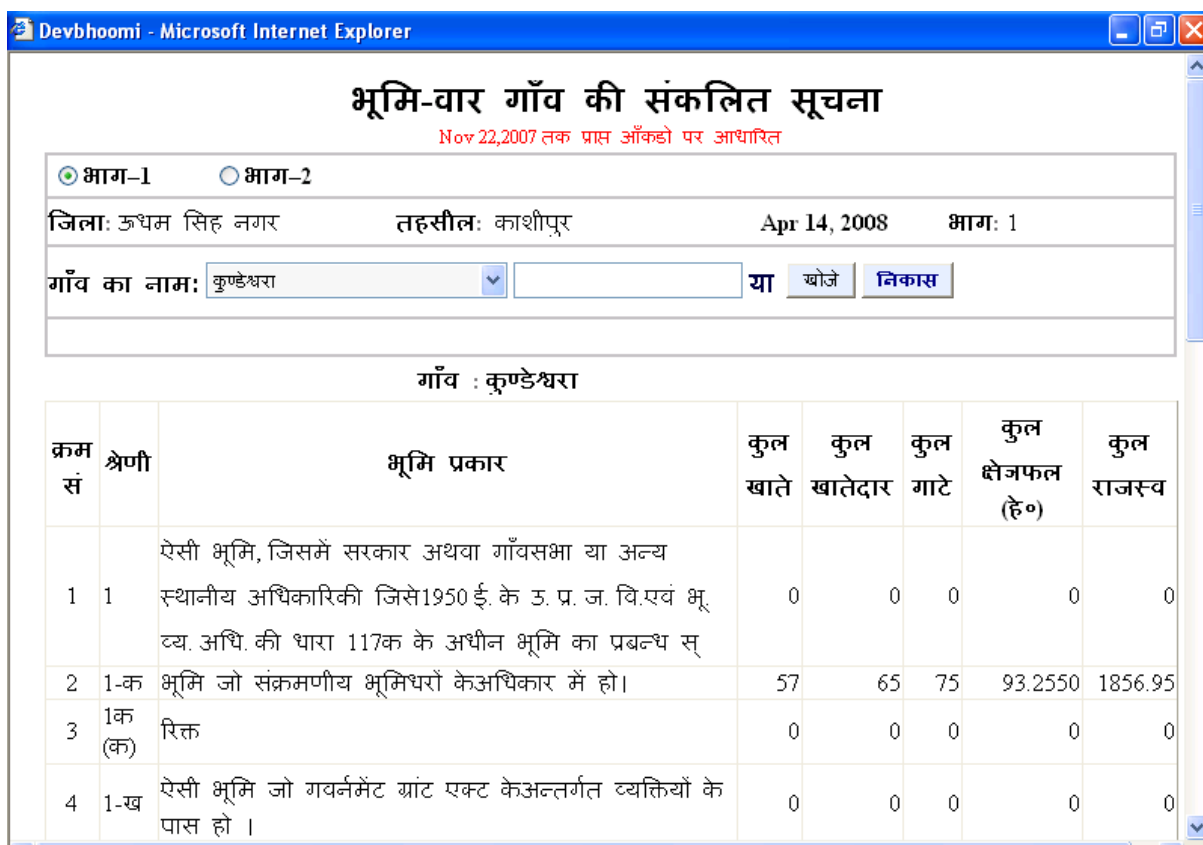 Devbhoomi - Microsoft Internet Explorer
भूमि-वार गाँव की संकलित सूचना
Nov 22,2007 तक प्राप्त आँकडो पर आधारित
भाग–1 भाग–2
जिला: ऊधम सिंह नगर तहसील: काशीपुर Apr 14, 2008 भाग: 1
गाँव का नाम: कुण्डेश्वरा या खोजे निकास
गाँव : कुण्डेश्वरा
क्रम सं श्रेणी भूमि प्रकार कुल खाते कुल खातेदार कुल गाटे कुल क्षेत्रफल (हे०) कुल राजस्व
1 1 ऐसी भूमि, जिसमें सरकार अथवा गाँवसभा या अन्य
स्थानीय अधिकारिकी जिसे1950 ई. के उ. प्र. ज. वि.एवं भू.
व्य. अधि. की धारा 117क के अधीन भूमि का प्रबन्ध स् 0 0 0 0 0
2 1-क भूमि जो संक्रमणीय भूमिधरों केअधिकार में हो। 57 65 75 93.2550 1856.95
3 1क (क) रिक्त 0 0 0 0 0
4 1-ख ऐसी भूमि जो गवर्नमेंट ग्रांट एक्ट केअन्तर्गत व्यक्तियों के
पास हो । 0 0 0 0 0